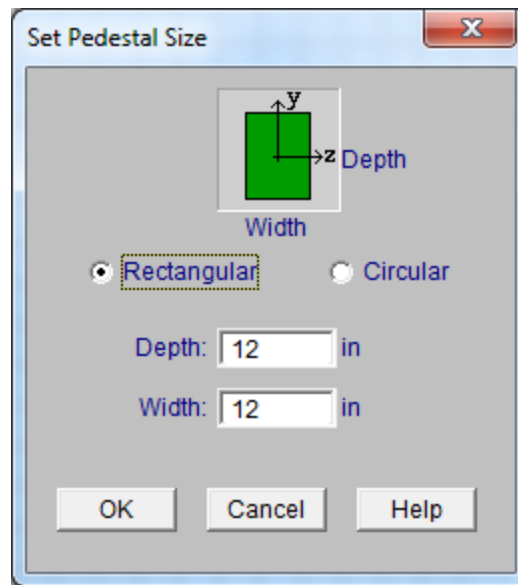 Set Pedestal Size
y
z Depth
Width
Rectangular Circular
Depth: 12 in
Width: 12 in
OK Cancel Help